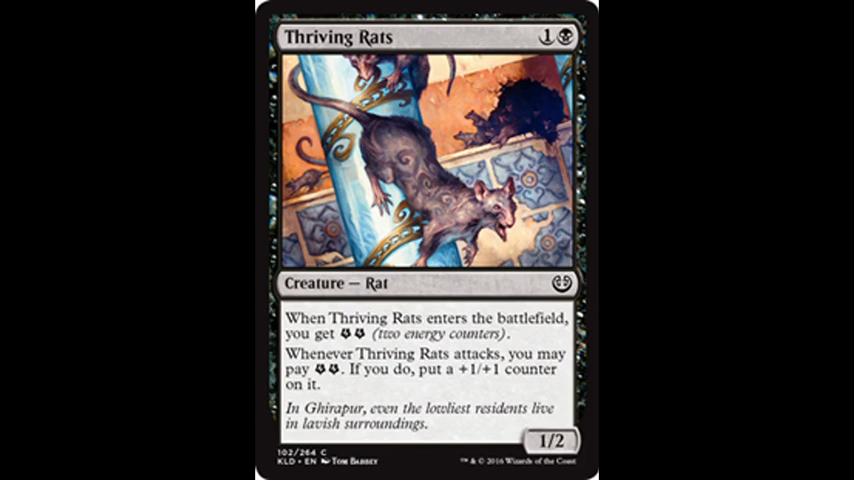 Thriving Rats 1
Creature — Rat
When Thriving Rats enters the battlefield,
you get (two energy counters).
Whenever Thriving Rats attacks, you may
pay . If you do, put a +1/+1 counter
on it.
In Ghirapur, even the lowliest residents live
in lavish surroundings.
1/2
102/264 C
KLD • EN Tom Babbey ™ & © 2016 Wizards of the Coast